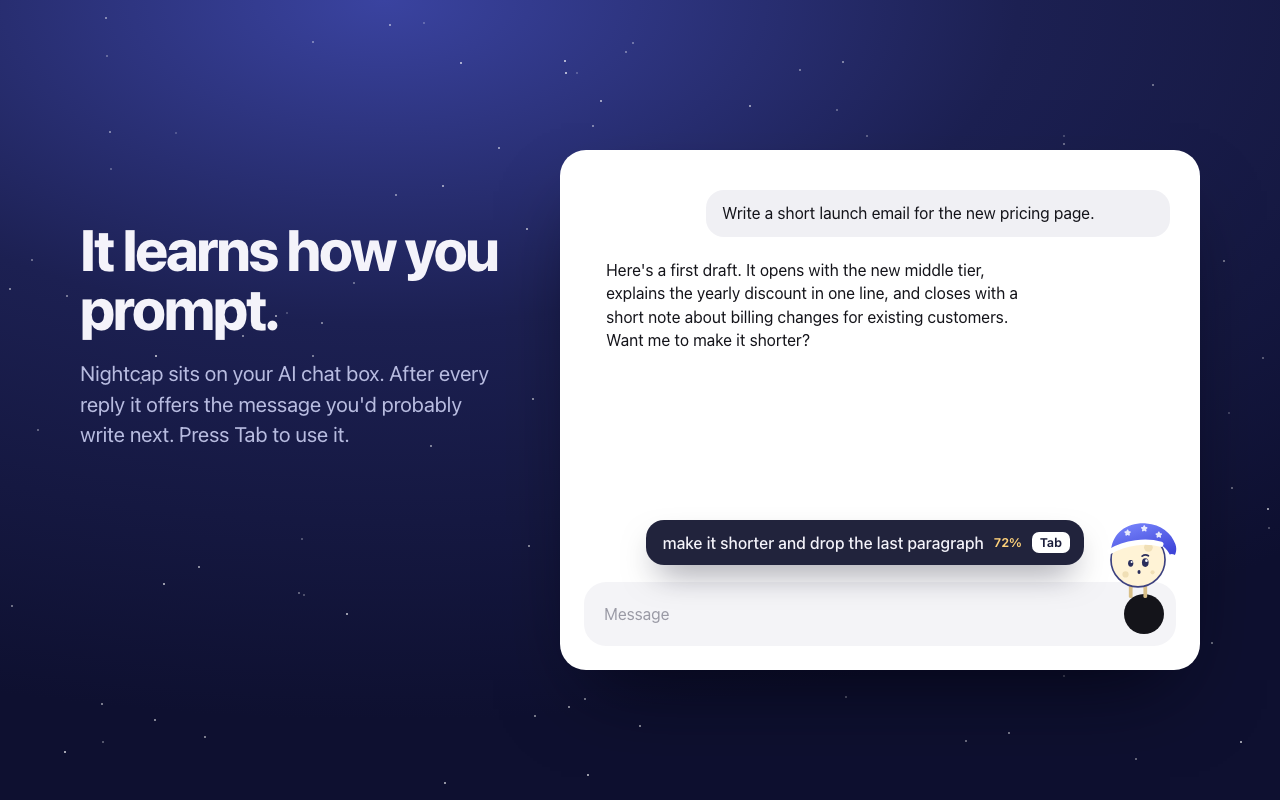 It learns how you
prompt.
Nightcap sits on your AI chat box. After every
reply it offers the message you'd probably
write next. Press Tab to use it.
Write a short launch email for the new pricing page.
Here's a first draft. It opens with the new middle tier,
explains the yearly discount in one line, and closes with a
short note about billing changes for existing customers.
Want me to make it shorter?
make it shorter and drop the last paragraph 72% Tab
Message